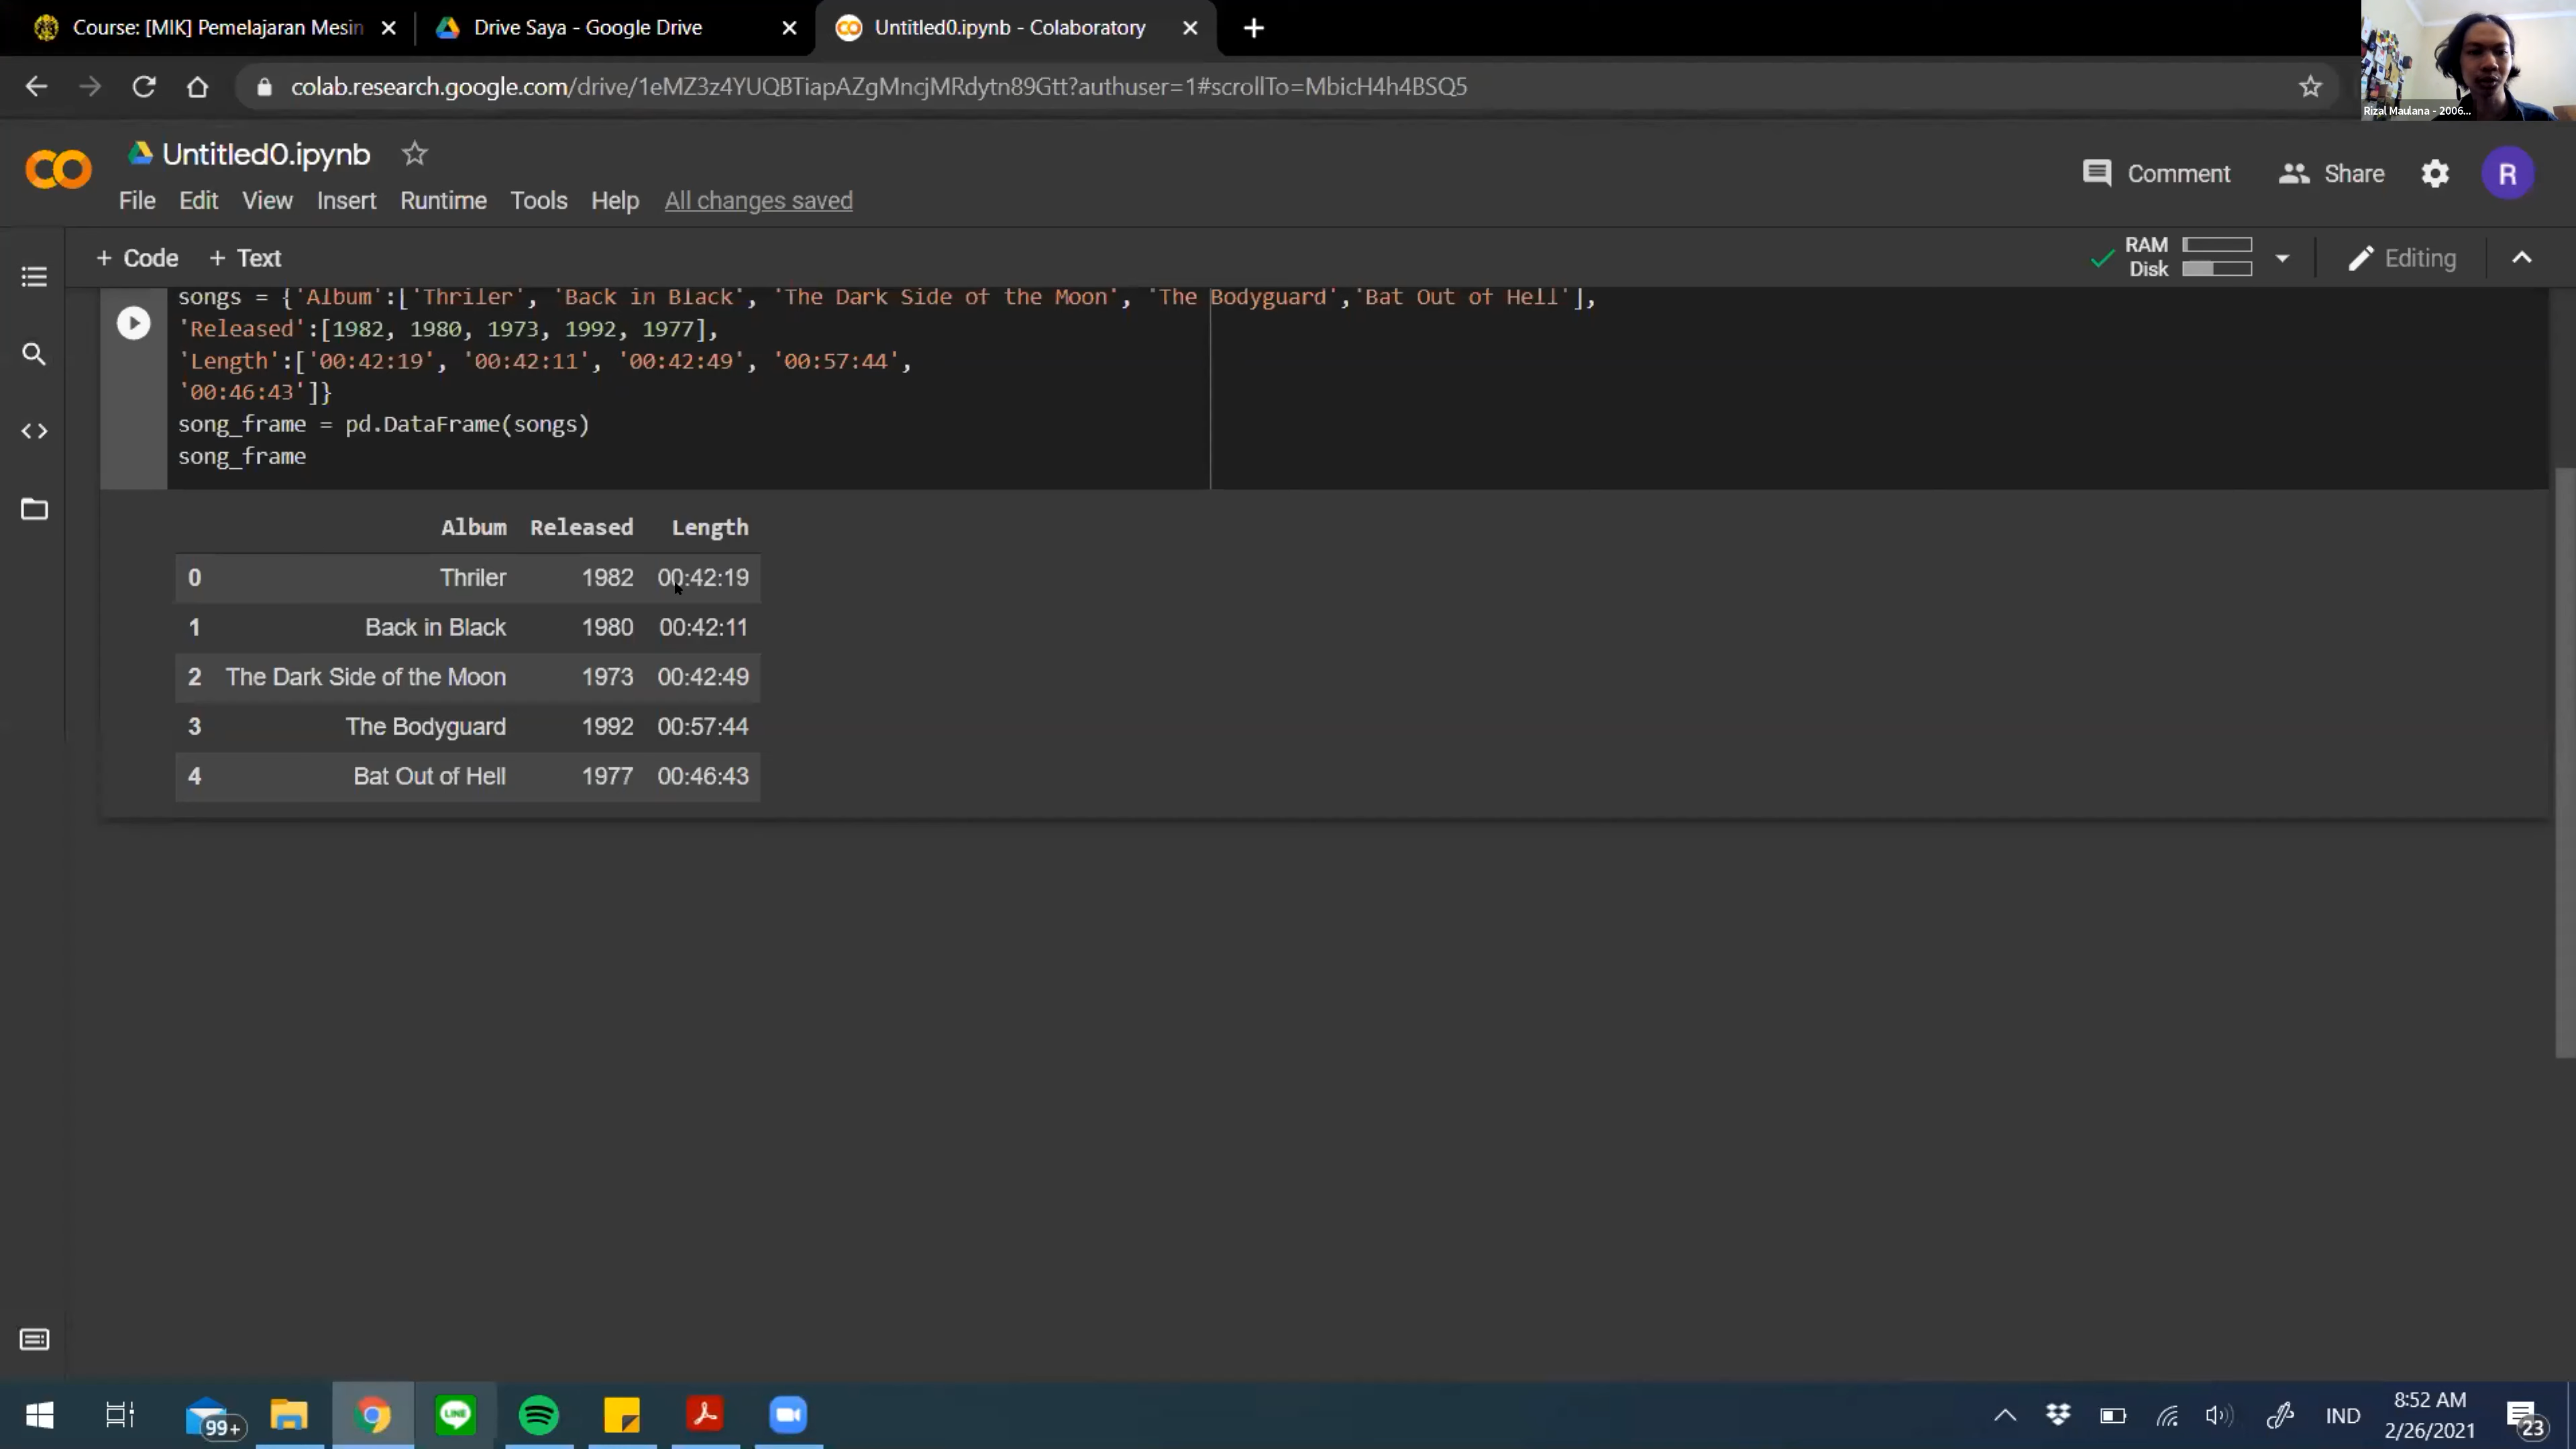 Course: [MIK] Pemelajaran Mesin
Drive Saya - Google Drive
Untitled0.ipynb - Colaboratory
colab.research.google.com/drive/1eMZ3z4YUQBTiapAZgMncjMRdytn89Gtt?authuser=1#scrollTo=MbicH4h4BSQ5
Rizal Maulana - 2006...
Untitled0.ipynb
Comment
Share
R
File Edit View Insert Runtime Tools Help All changes saved
+ Code + Text
RAM
Disk
Editing
songs = {'Album':['Thriler', 'Back in Black', 'The Dark Side of the Moon', 'The Bodyguard','Bat Out of Hell'],
'Released':[1982, 1980, 1973, 1992, 1977],
'Length':['00:42:19', '00:42:11', '00:42:49', '00:57:44',
'00:46:43']}
song_frame = pd.DataFrame(songs)
song_frame
Album Released Length
0 Thriler 1982 00:42:19
1 Back in Black 1980 00:42:11
2 The Dark Side of the Moon 1973 00:42:49
3 The Bodyguard 1992 00:57:44
4 Bat Out of Hell 1977 00:46:43
99+
LINE
IND
8:52 AM
2/26/2021
23